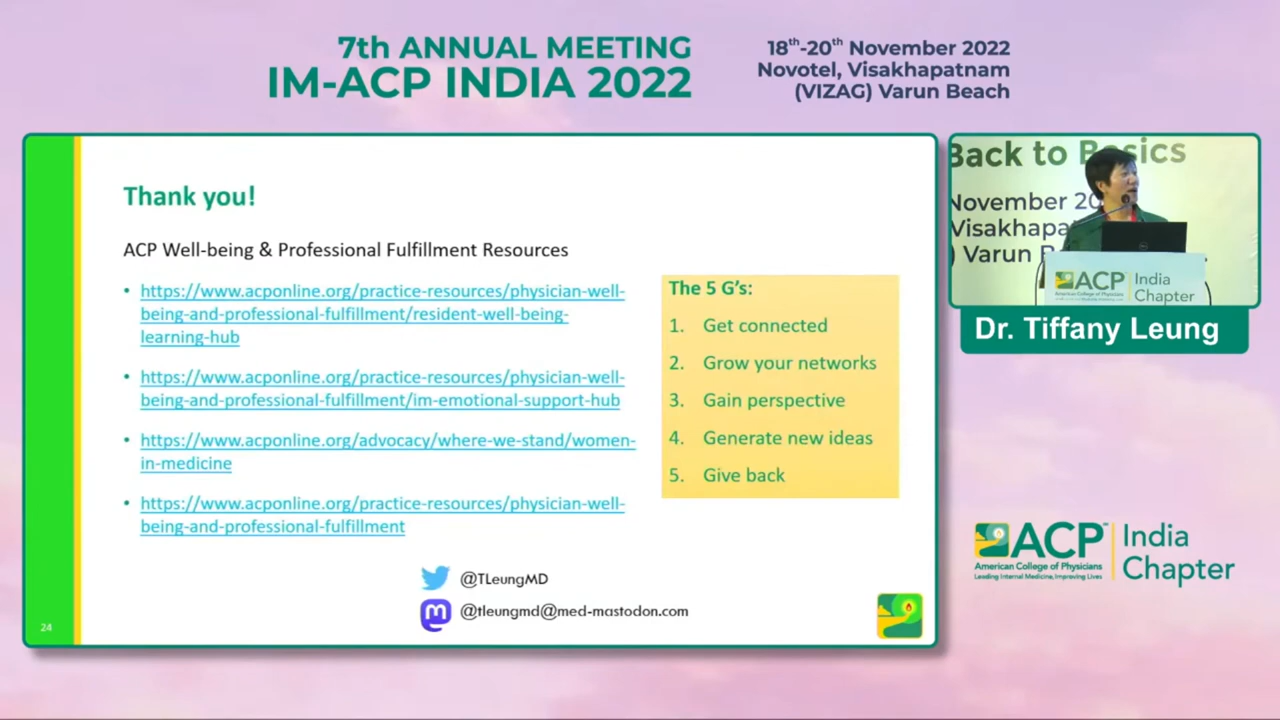 7th ANNUAL MEETING
IM-ACP INDIA 2022
18th-20th November 2022
Novotel, Visakhapatnam
(VIZAG) Varun Beach
Thank you!
ACP Well-being & Professional Fulfillment Resources
• https://www.acponline.org/practice-resources/physician-well-
being-and-professional-fulfillment/resident-well-being-
learning-hub
• https://www.acponline.org/practice-resources/physician-well-
being-and-professional-fulfillment/im-emotional-support-hub
• https://www.acponline.org/advocacy/where-we-stand/women-
in-medicine
• https://www.acponline.org/practice-resources/physician-well-
being-and-professional-fulfillment
The 5 G's:
1. Get connected
2. Grow your networks
3. Gain perspective
4. Generate new ideas
5. Give back
@TLeungMD
@tleungmd@med-mastodon.com
24
Back to Basics
November 20
Visakhapa
) Varun B
ACP India
American College of Physicians
Chapter
Dr. Tiffany Leung
ACP™ India
American College of Physicians
Leading Internal Medicine, Improving Lives
Chapter